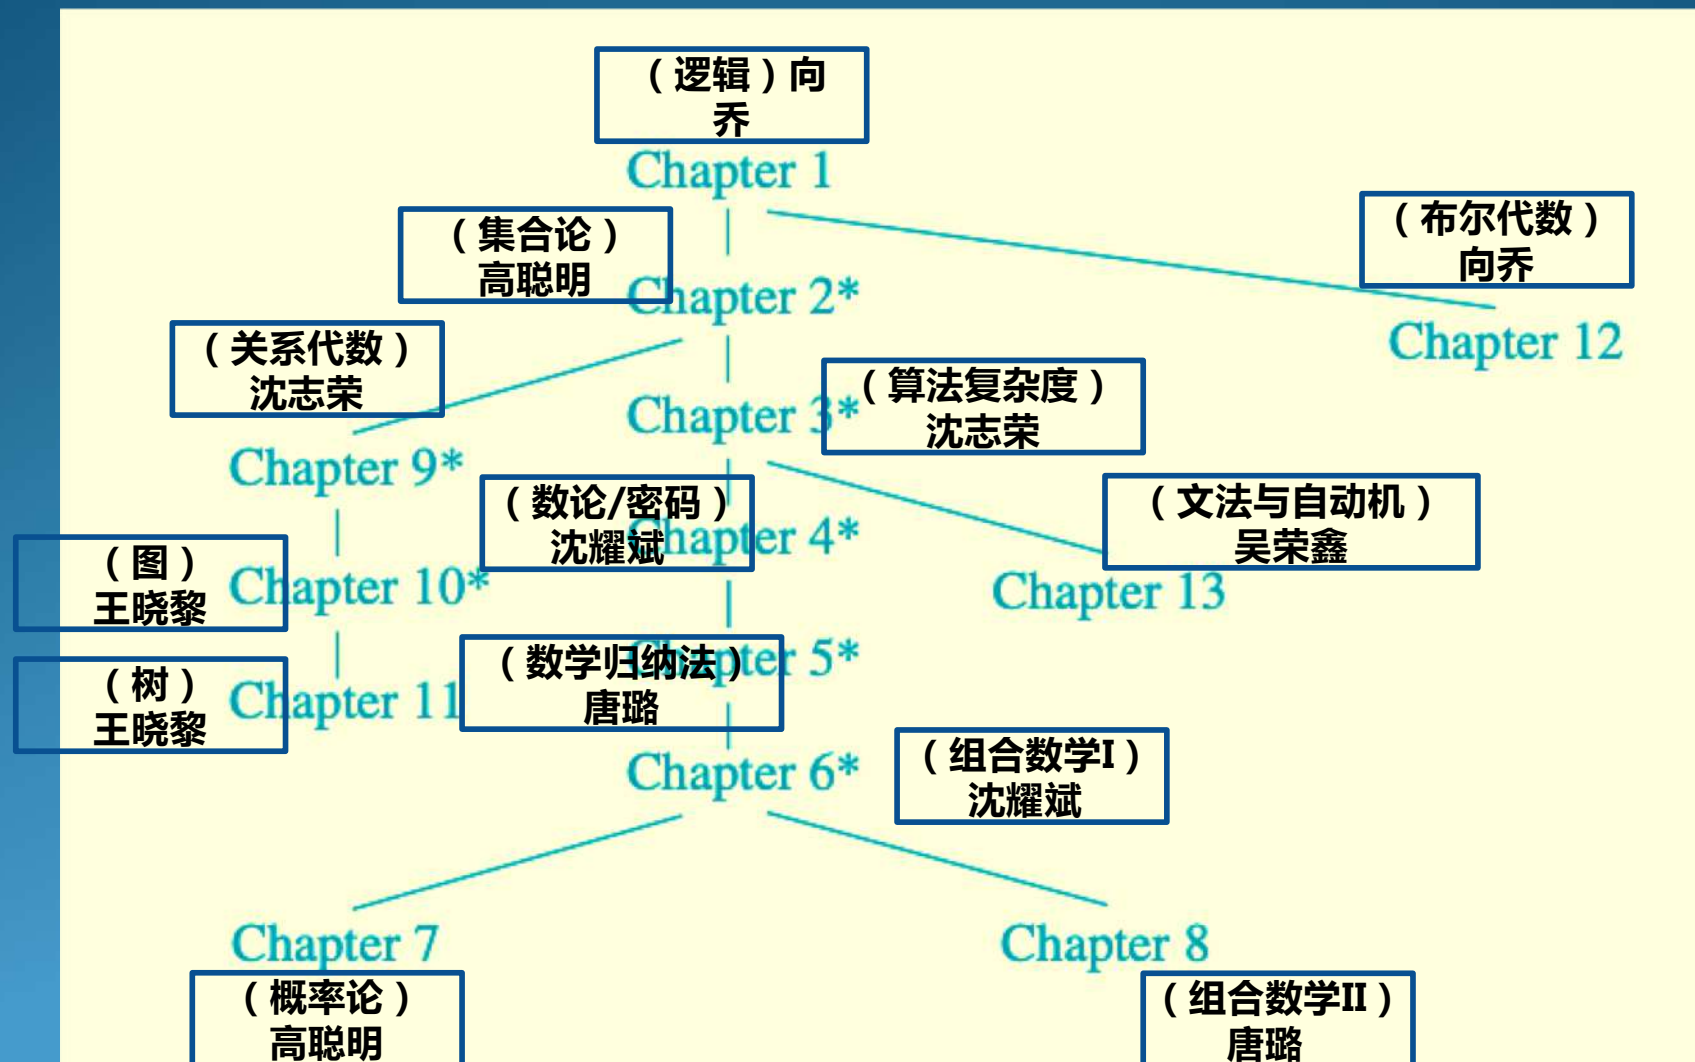 （逻辑）向
乔
Chapter 1
（集合论）
高聪明
（布尔代数）
向乔
Chapter 2*
Chapter 12
（关系代数）
沈志荣
（算法复杂度）
沈志荣
Chapter 3*
Chapter 9*
（数论/密码）
沈耀斌
Chapter 4*
（文法与自动机）
吴荣鑫
（图）
王晓黎
Chapter 10*
Chapter 13
（数学归纳法）
唐璐
Chapter 5*
（树）
王晓黎
Chapter 11
Chapter 6*
（组合数学I）
沈耀斌
Chapter 7
Chapter 8
（概率论）
高聪明
（组合数学II）
唐璐